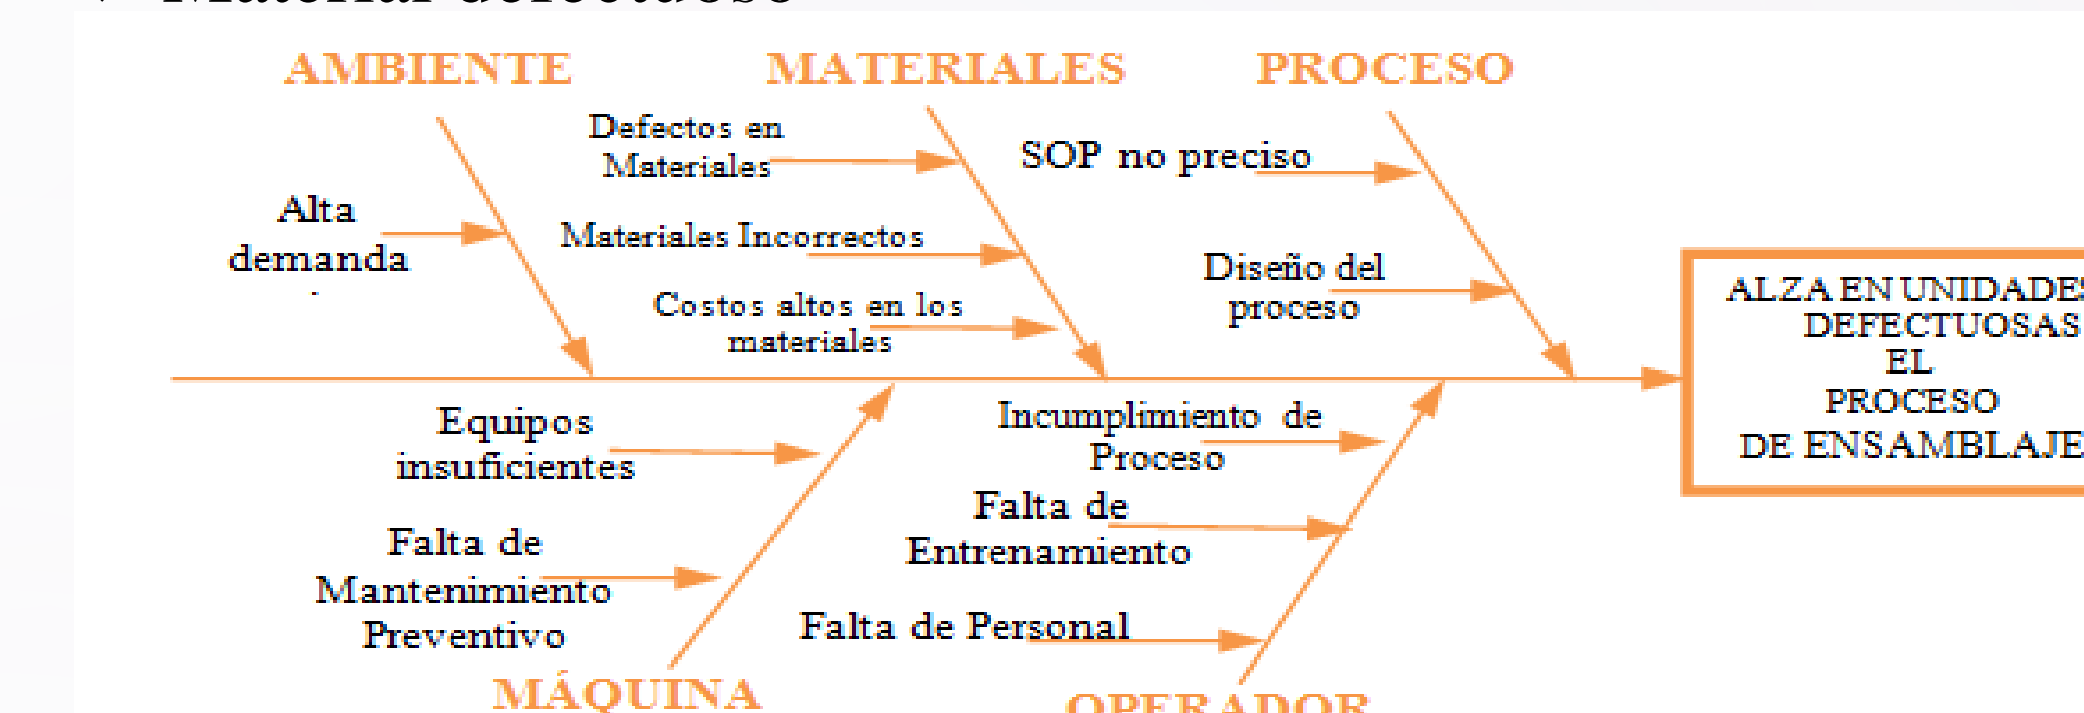 Material defectuoso
AMBIENTE
MATERIALES
PROCESO
Defectos en
Materiales
SOP no preciso
Alta
demanda
.
Materiales Incorrectos
Diseño del
proceso
Costos altos en los
materiales
ALZA EN UNIDADES
DEFECTUOSAS
EL
PROCESO
DE ENSAMBLAJE
Equipos
insuficientes
Incumplimiento de
Proceso
Falta de
Entrenamiento
Falta de
Mantenimiento
Preventivo
Falta de Personal
MÁQUINA
OPERADOR